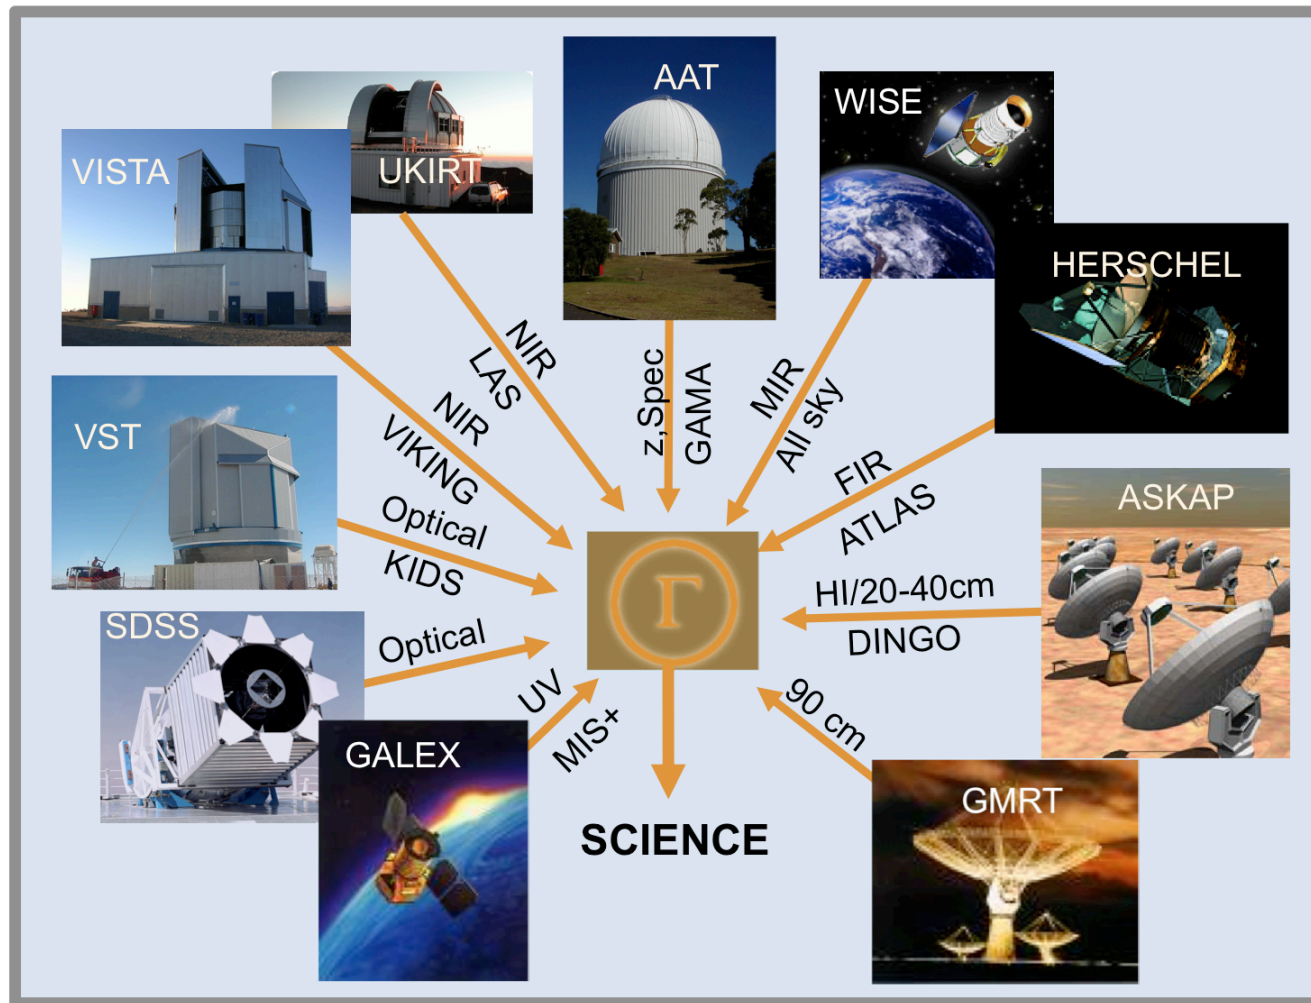 AAT
WISE
UKIRT
VISTA
HERSCHEL
NIR
LAS
z,Spec
GAMA
MIR
All sky
NIR
VIKING
FIR
ATLAS
VST
ASKAP
Optical
KIDS
Γ
HI/20-40cm
DINGO
SDSS
Optical
UV
MIS+
90 cm
GALEX
GMRT
SCIENCE